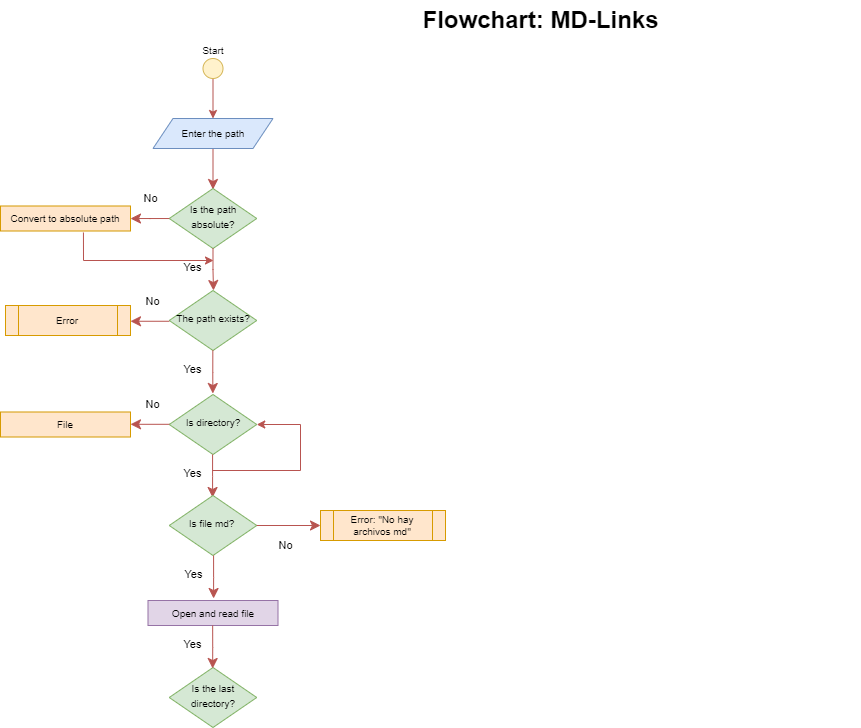 Flowchart: MD-Links
Start
Enter the path
Is the path
absolute?
No
Convert to absolute path
Yes
The path exists?
No
Error
Yes
Is directory?
No
File
Yes
Is file md?
No
Error: "No hay
archivos md"
Yes
Open and read file
Yes
Is the last
directory?